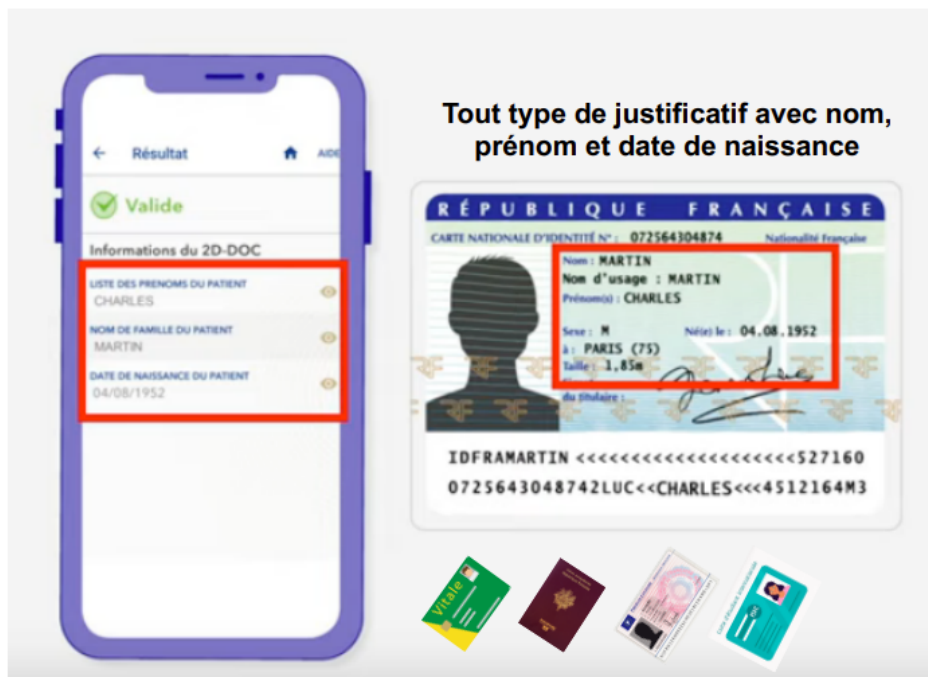 Tout type de justificatif avec nom,
prénom et date de naissance
← Résultat AIDE
Valide
Informations du 2D-DOC
LISTE DES PRENOMS DU PATIENT
CHARLES
NOM DE FAMILLE DU PATIENT
MARTIN
DATE DE NAISSANCE DU PATIENT
04/08/1952
RÉPUBLIQUE FRANÇAISE
CARTE NATIONALE D'IDENTITÉ N° : 072564304874 Nationalité Française
Nom : MARTIN
Nom d'usage : MARTIN
Prénom(s) : CHARLES
Sexe : M Né(e) le : 04.08.1952
à : PARIS (75)
Taille : 1,85m
du titulaire :
IDFRAMARTIN <<<<<<<<<<<<<<<<<<<<<527160
0725643048742LUC<<CHARLES<<<4512164M3
Vitale